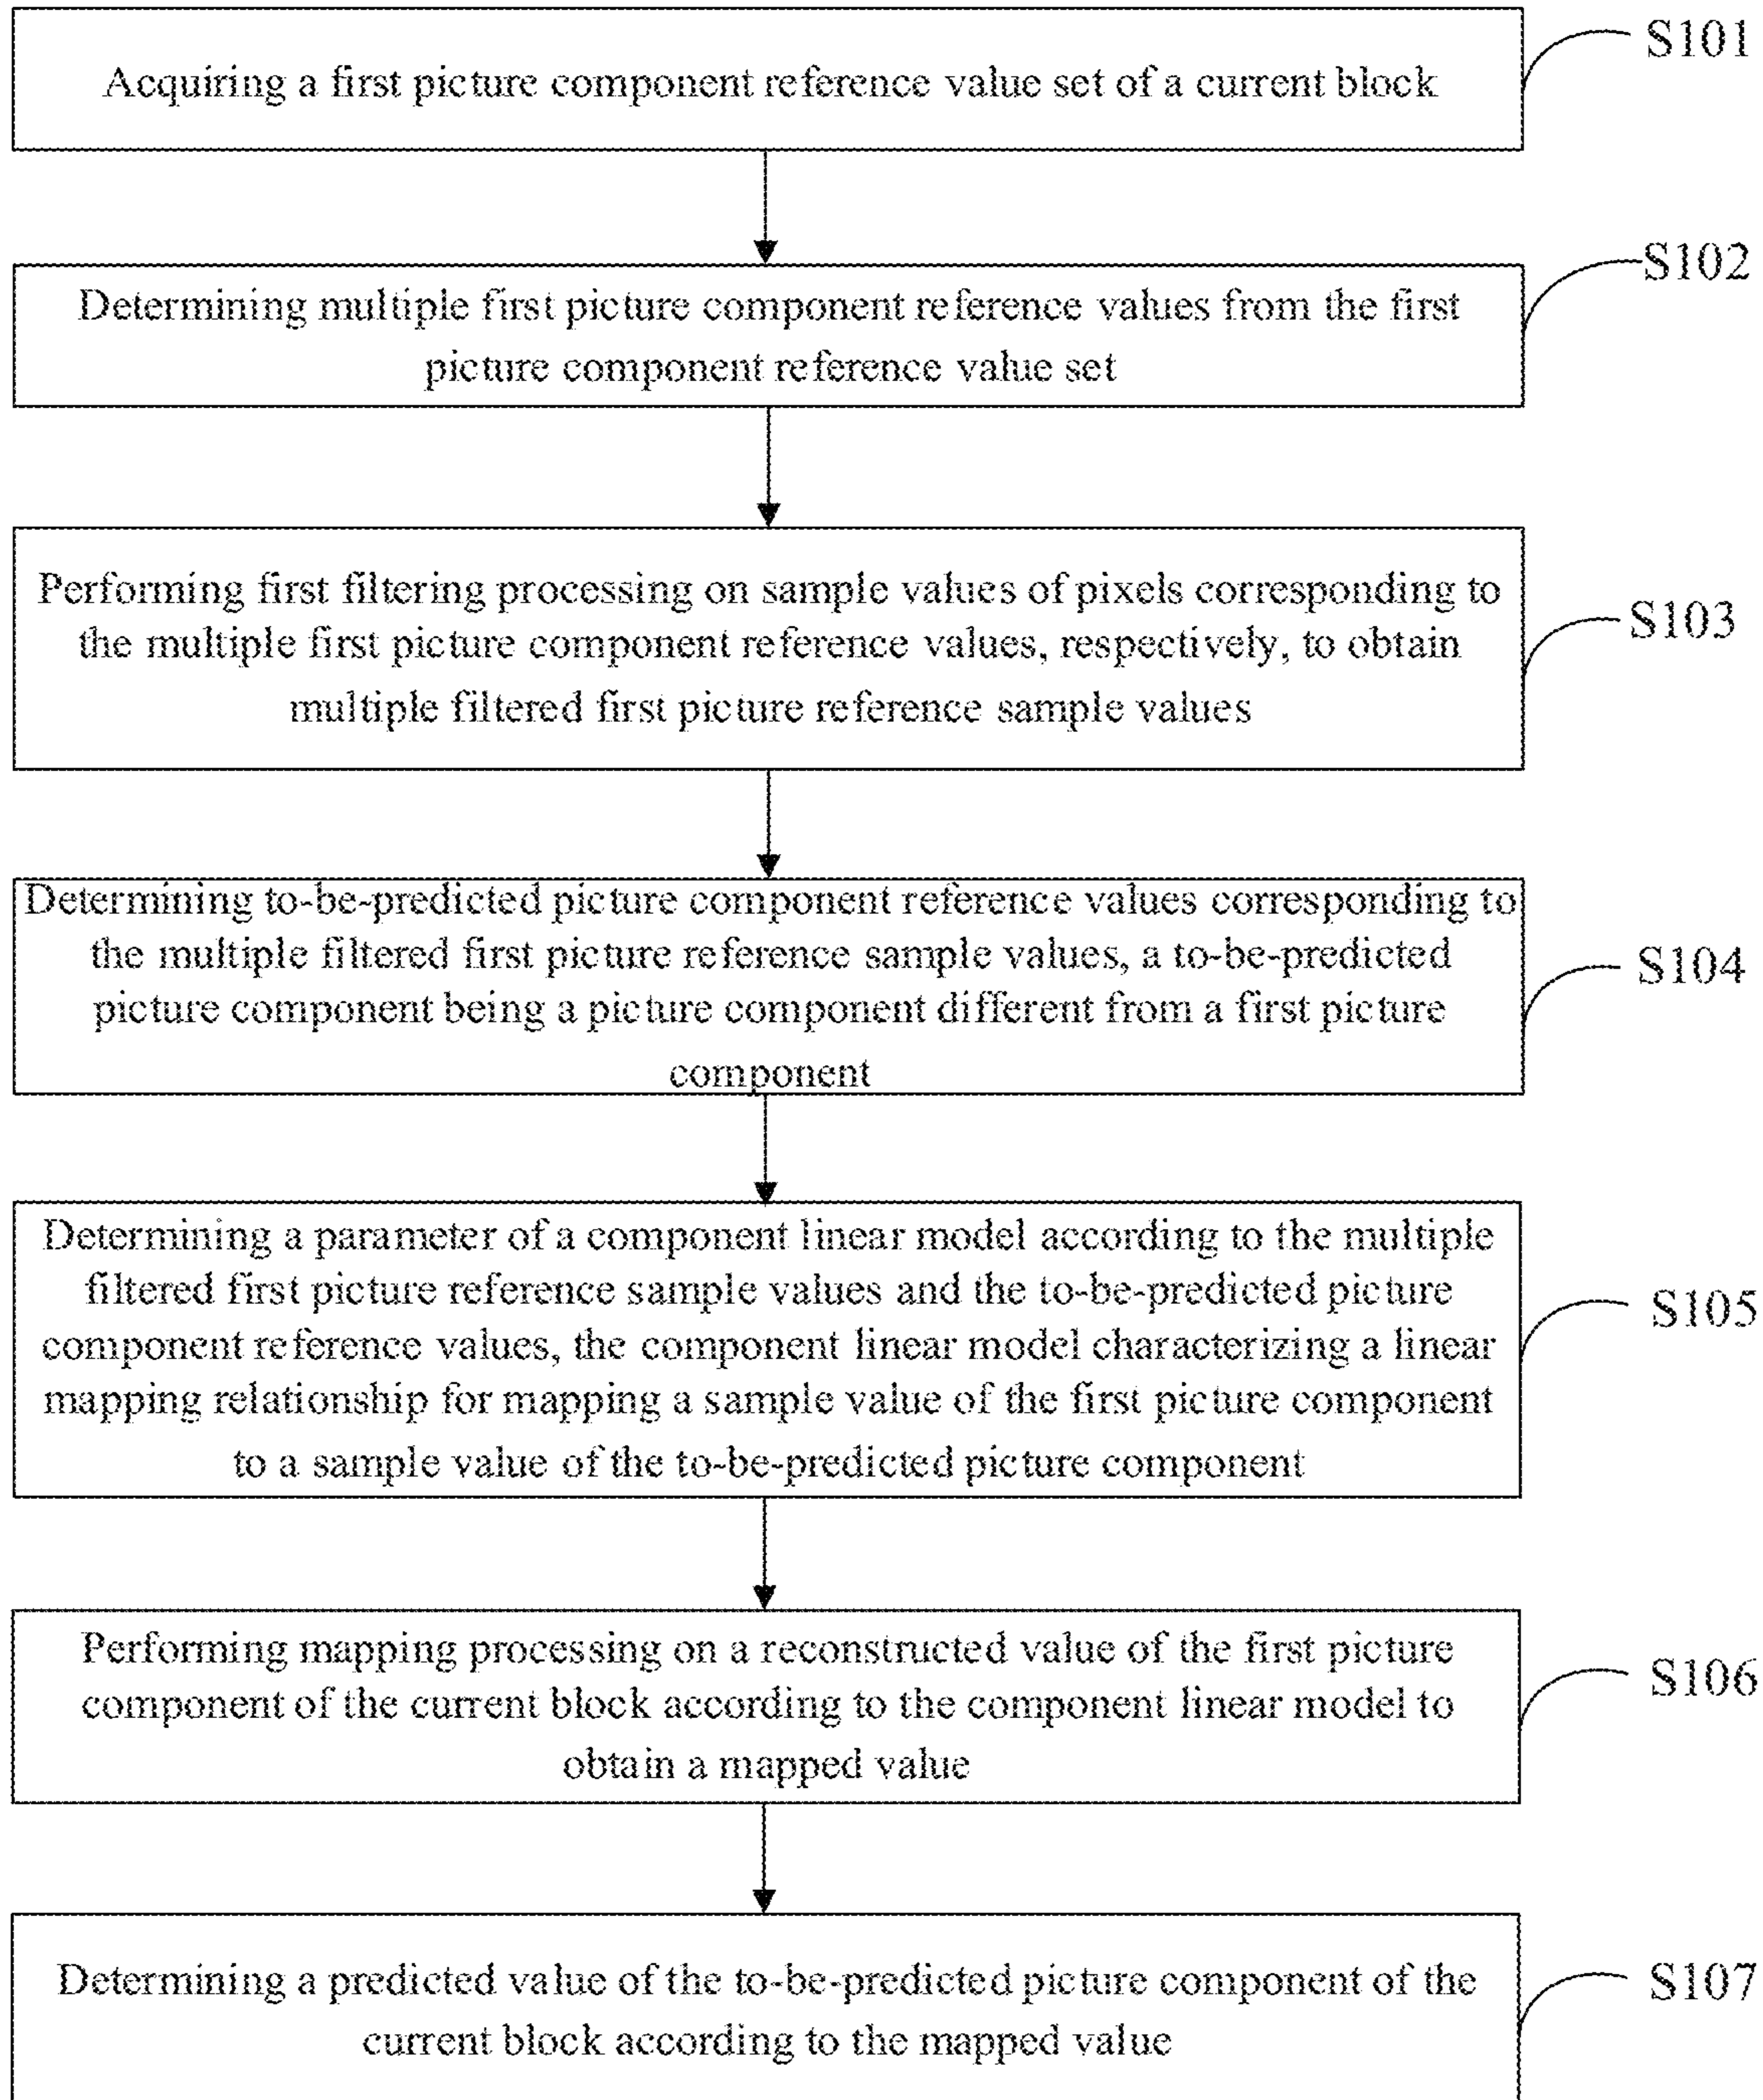 Acquiring a first picture component reference value set of a current block
S101
Determining multiple first picture component reference values from the first
picture component reference value set
S102
Performing first filtering processing on sample values of pixels corresponding to
the multiple first picture component reference values, respectively, to obtain
multiple filtered first picture reference sample values
S103
Determining to-be-predicted picture component reference values corresponding to
the multiple filtered first picture reference sample values, a to-be-predicted
picture component being a picture component different from a first picture
component
S104
Determining a parameter of a component linear model according to the multiple
filtered first picture reference sample values and the to-be-predicted picture
component reference values, the component linear model characterizing a linear
mapping relationship for mapping a sample value of the first picture component
to a sample value of the to-be-predicted picture component
S105
Performing mapping processing on a reconstructed value of the first picture
component of the current block according to the component linear model to
obtain a mapped value
S106
Determining a predicted value of the to-be-predicted picture component of the
current block according to the mapped value
S107